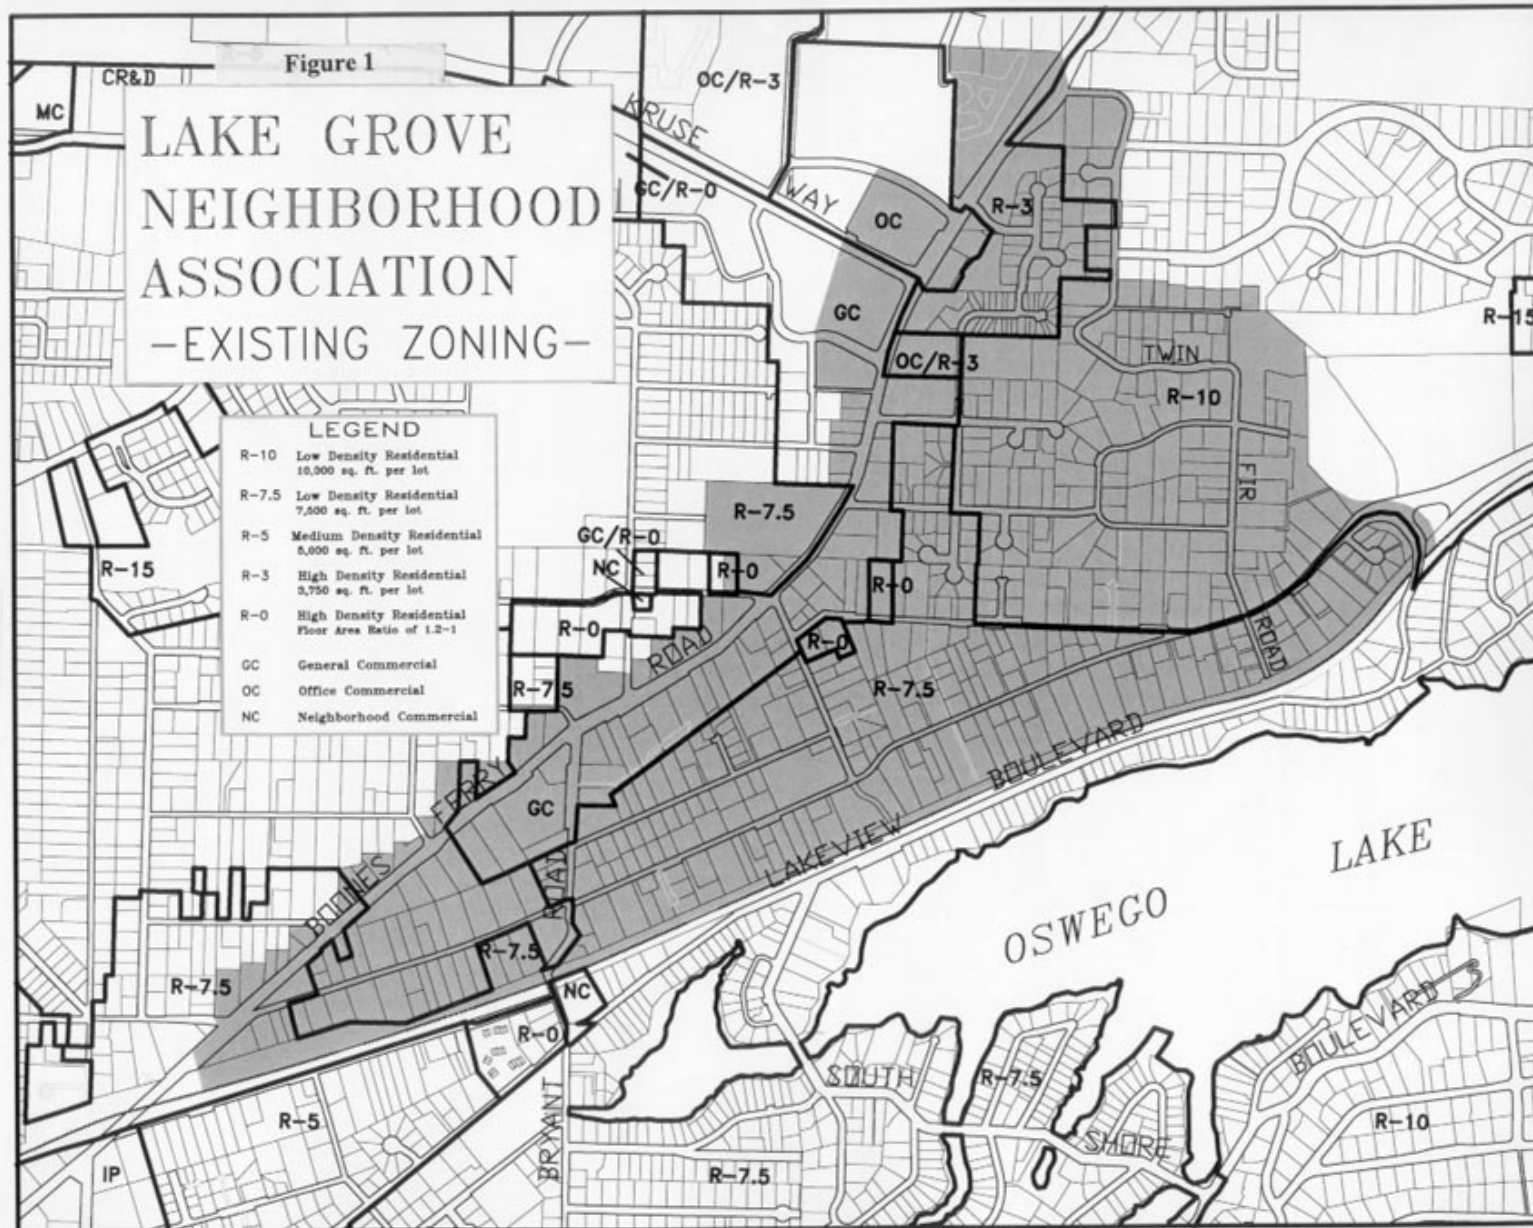 Figure 1
LAKE GROVE
NEIGHBORHOOD
ASSOCIATION
-EXISTING ZONING-
LEGEND
R-10 Low Density Residential
10,000 sq. ft. per lot
R-7.5 Low Density Residential
7,500 sq. ft. per lot
R-5 Medium Density Residential
5,000 sq. ft. per lot
R-3 High Density Residential
3,750 sq. ft. per lot
R-0 High Density Residential
Floor Area Ratio of 1.2-1
GC General Commercial
OC Office Commercial
NC Neighborhood Commercial
MC
CR&D
OC/R-3
KRUSE
WAY
GC/R-0
OC
R-3
GC
OC/R-3
R-15
TWIN
R-10
FIR
ROAD
R-7.5
GC/R-0
NC
R-0
R-0
R-0
R-0
R-15
R-7.5
R-7.5
BOONES
FERRY
ROAD
GC
ROAD
R-7.5
R-7.5
LAKEVIEW
BOULEVARD
OSWEGO
LAKE
NC
R-0
BRYANT
R-5
IP
SOUTH
SHORE
BOULEVARD
R-7.5
R-7.5
R-10